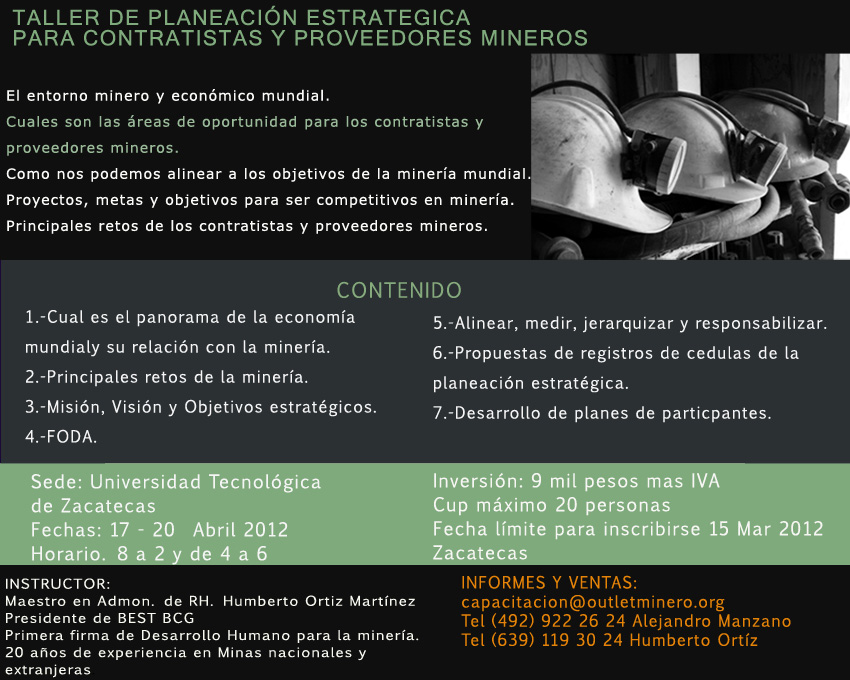 TALLER DE PLANEACIÓN ESTRATEGICA
PARA CONTRATISTAS Y PROVEEDORES MINEROS
El entorno minero y económico mundial.
Cuales son las áreas de oportunidad para los contratistas y
proveedores mineros.
Como nos podemos alinear a los objetivos de la minería mundial.
Proyectos, metas y objetivos para ser competitivos en minería.
Principales retos de los contratistas y proveedores mineros.
CONTENIDO
1.-Cual es el panorama de la economía
mundialy su relación con la minería.
2.-Principales retos de la minería.
3.-Misión, Visión y Objetivos estratégicos.
4.-FODA.
5.-Alinear, medir, jerarquizar y responsabilizar.
6.-Propuestas de registros de cedulas de la
planeación estratégica.
7.-Desarrollo de planes de particpantes.
Sede: Universidad Tecnológica
de Zacatecas
Fechas: 17 - 20 Abril 2012
Horario. 8 a 2 y de 4 a 6
Inversión: 9 mil pesos mas IVA
Cup máximo 20 personas
Fecha límite para inscribirse 15 Mar 2012
Zacatecas
INSTRUCTOR:
Maestro en Admon. de RH. Humberto Ortiz Martínez
Presidente de BEST BCG
Primera firma de Desarrollo Humano para la minería.
20 años de experiencia en Minas nacionales y
extranjeras
INFORMES Y VENTAS:
capacitacion@outletminero.org
Tel (492) 922 26 24 Alejandro Manzano
Tel (639) 119 30 24 Humberto Ortíz